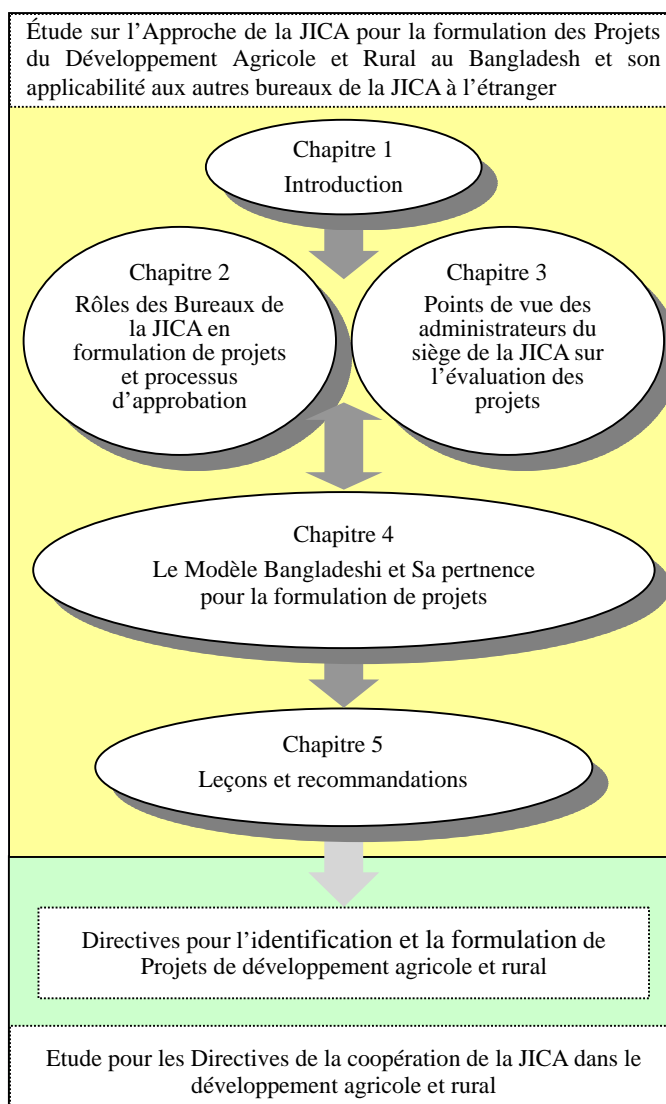 Étude sur l’Approche de la JICA pour la formulation des Projets
du Développement Agricole et Rural au Bangladesh et son
applicabilité aux autres bureaux de la JICA à l’étranger
Chapitre 1
Introduction
Chapitre 2
Rôles des Bureaux de
la JICA en
formulation de projets
et processus
d’approbation
Chapitre 3
Points de vue des
administrateurs du
siège de la JICA sur
l’évaluation des
projets
Chapitre 4
Le Modèle Bangladeshi et Sa pertnence
pour la formulation de projets
Chapitre 5
Leçons et recommandations
Directives pour l’identification et la formulation de
Projets de développement agricole et rural
Etude pour les Directives de la coopération de la JICA dans le
développement agricole et rural